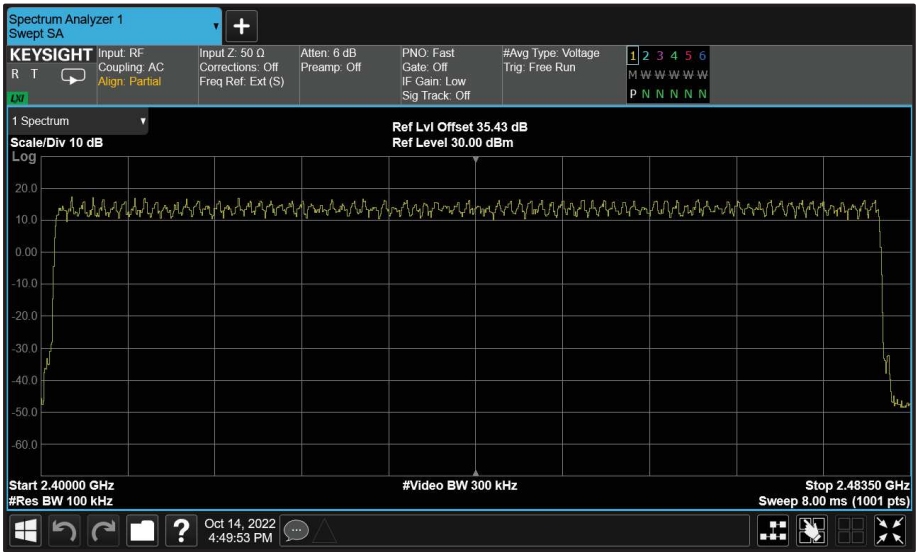 Spectrum Analyzer 1
Swept SA
+
KEYSIGHT
R T
LXI
Input: RF
Coupling: AC
Align: Partial
Input Z: 50 Ω
Corrections: Off
Freq Ref: Ext (S)
Atten: 6 dB
Preamp: Off
PNO: Fast
Gate: Off
IF Gain: Low
Sig Track: Off
#Avg Type: Voltage
Trig: Free Run
1 2 3 4 5 6
M W W W W W
P N N N N N
1 Spectrum
Scale/Div 10 dB
Ref Lvl Offset 35.43 dB
Ref Level 30.00 dBm
Log
20.0
10.0
0.00
-10.0
-20.0
-30.0
-40.0
-50.0
-60.0
Start 2.40000 GHz
#Res BW 100 kHz
#Video BW 300 kHz
Stop 2.48350 GHz
Sweep 8.00 ms (1001 pts)
?
Oct 14, 2022
4:49:53 PM